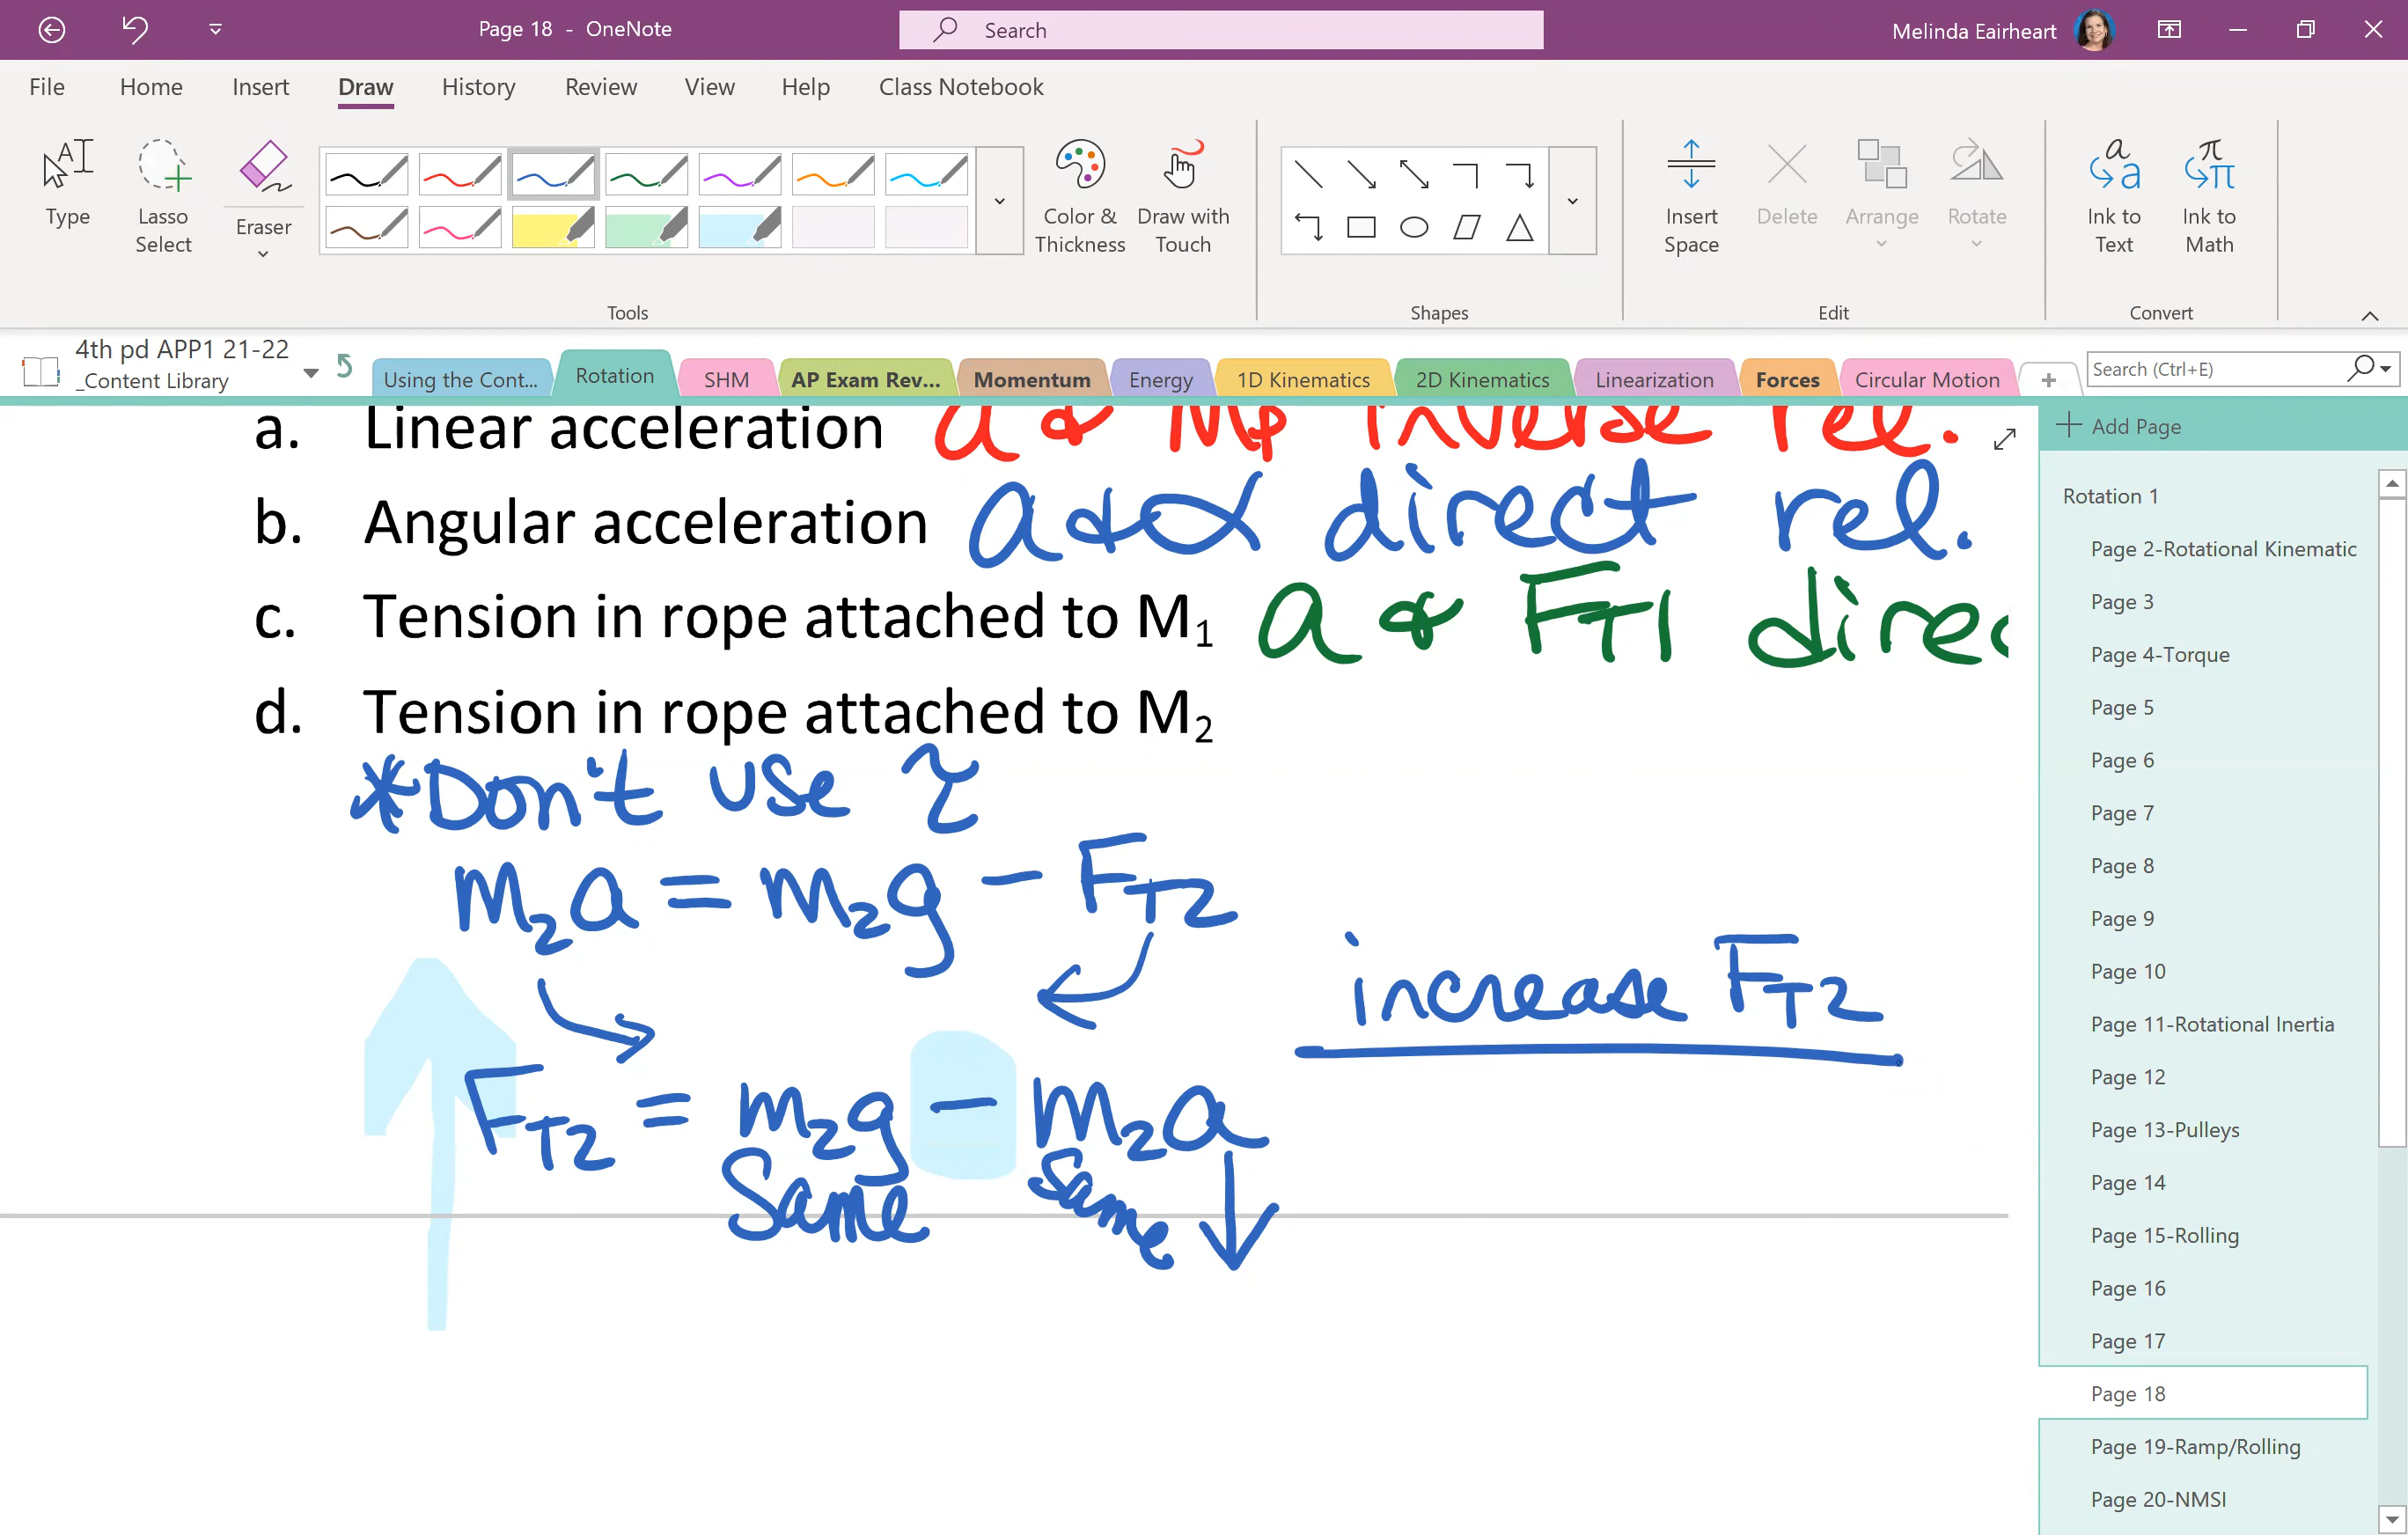 Page 18 - OneNote
Search
Melinda Eairheart
File Home Insert Draw History Review View Help Class Notebook
Type
Lasso Select
Eraser
Color & Thickness
Draw with Touch
Insert Space
Delete
Arrange
Rotate
a a
Ink to Text
π π
Ink to Math
Tools
Shapes
Edit
Convert
4th pd APP1 21-22
_Content Library
Using the Cont...
Rotation
SHM
AP Exam Rev...
Momentum
Energy
1D Kinematics
2D Kinematics
Linearization
Forces
Circular Motion
Search (Ctrl+E)
a. Linear acceleration a & Mp inverse rel.
b. Angular acceleration a & α direct rel.
c. Tension in rope attached to M₁ a & FT1 direc
d. Tension in rope attached to M₂
*Don't use τ
m₂a = m₂g - FT2
increase FT2
FT2 = m₂g - m₂a
Same Same
Add Page
Rotation 1
Page 2-Rotational Kinematic
Page 3
Page 4-Torque
Page 5
Page 6
Page 7
Page 8
Page 9
Page 10
Page 11-Rotational Inertia
Page 12
Page 13-Pulleys
Page 14
Page 15-Rolling
Page 16
Page 17
Page 18
Page 19-Ramp/Rolling
Page 20-NMSI